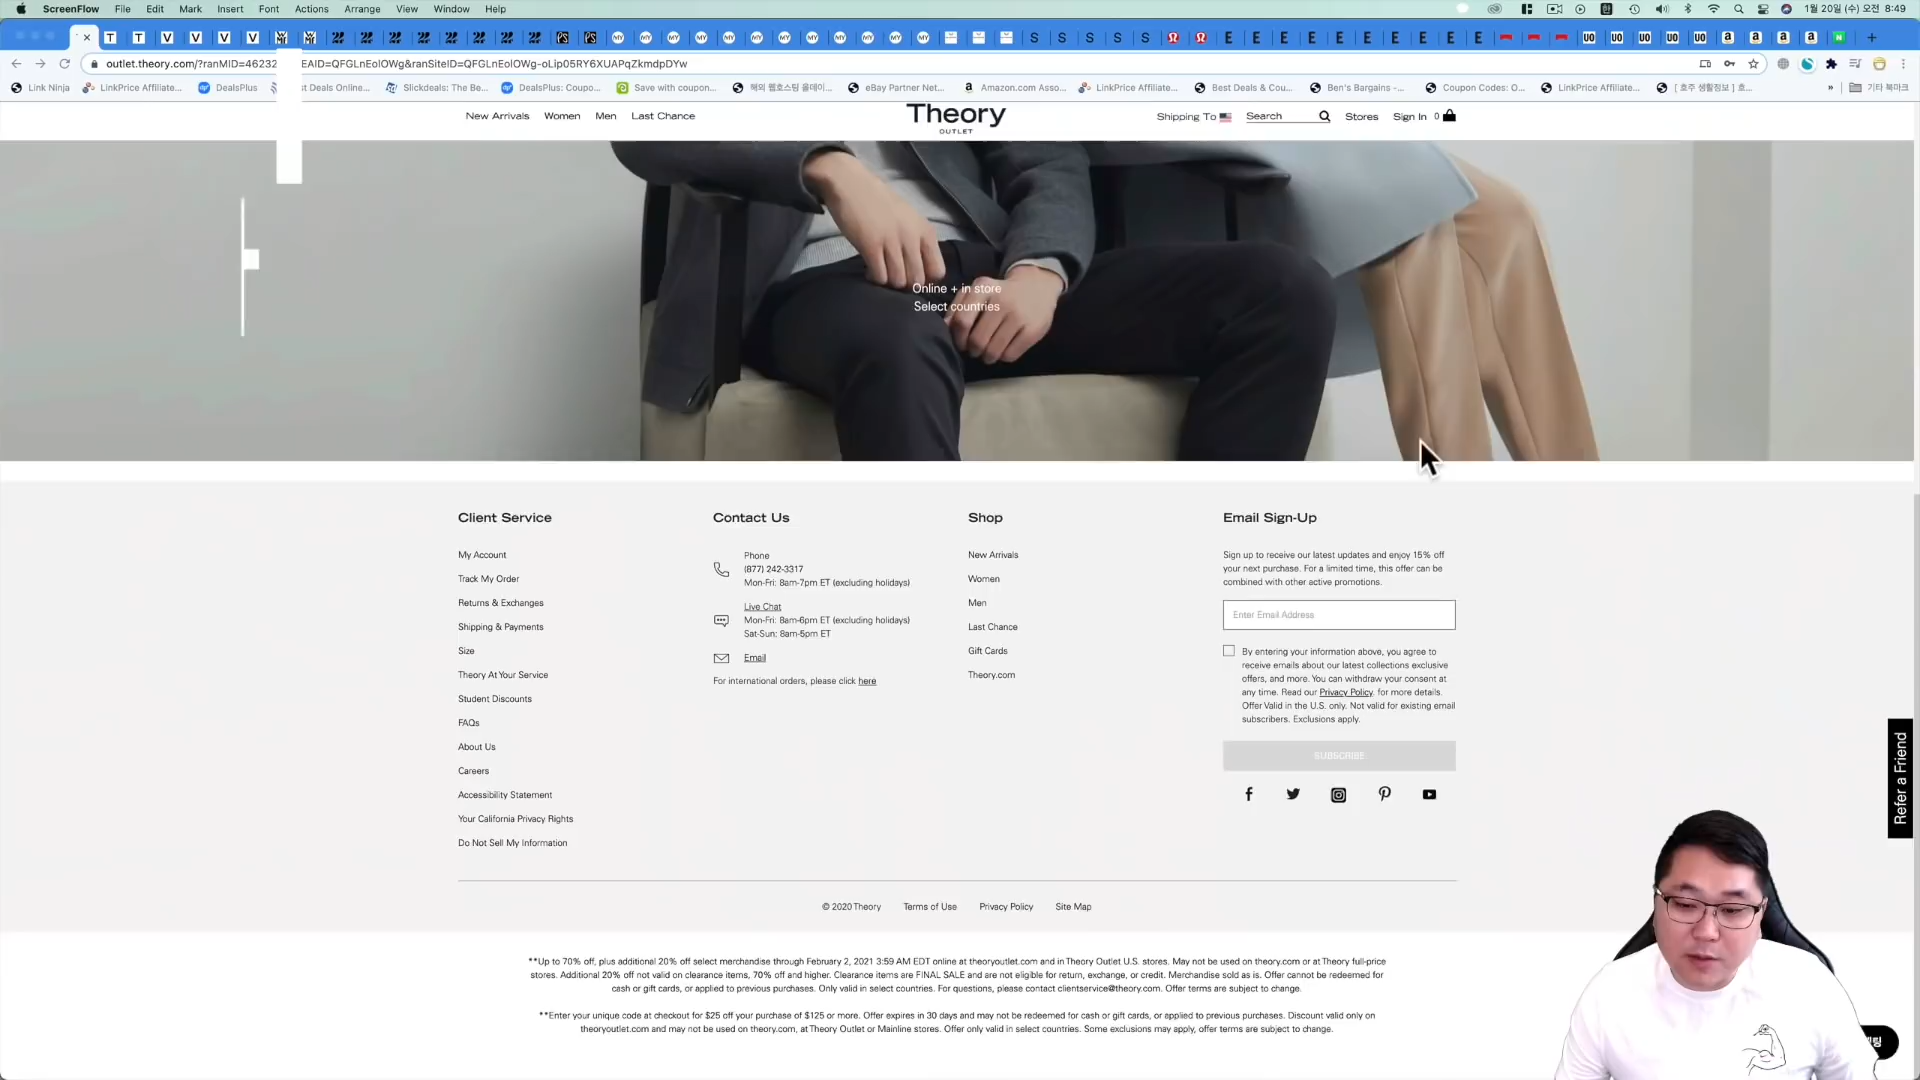 ScreenFlow File Edit Mark Insert Font Actions Arrange View Window Help
1월 20일 (수) 오전 8:49
outlet.theory.com/?ranMID=46232
EAID=QFGLnEolOWg&ranSiteID=QFGLnEolOWg-oLip05RY6XUAPqZkmdpDYw
Link Ninja LinkPrice Affiliate... DealsPlus st Deals Online... Slickdeals: The Be... DealsPlus: Coupo... Save with coupon... 해외 웹호스팅 올레이... eBay Partner Net... Amazon.com Asso... LinkPrice Affiliate... Best Deals & Cou... Ben's Bargains -... Coupon Codes: O... LinkPrice Affiliate... [ 호주 생활정보 ] 호... » 기타 북마크
New Arrivals Women Men Last Chance
Theory
OUTLET
Shipping To Search Stores Sign In 0
Online + in store
Select countries
Client Service
My Account
Track My Order
Returns & Exchanges
Shipping & Payments
Size
Theory At Your Service
Student Discounts
FAQs
About Us
Careers
Accessibility Statement
Your California Privacy Rights
Do Not Sell My Information
Contact Us
Phone
(877) 242-3317
Mon-Fri: 8am-7pm ET (excluding holidays)
Live Chat
Mon-Fri: 8am-6pm ET (excluding holidays)
Sat-Sun: 8am-5pm ET
Email
For international orders, please click here
Shop
New Arrivals
Women
Men
Last Chance
Gift Cards
Theory.com
Email Sign-Up
Sign up to receive our latest updates and enjoy 15% off
your next purchase. For a limited time, this offer can be
combined with other active promotions.
Enter Email Address
By entering your information above, you agree to
receive emails about our latest collections exclusive
offers, and more. You can withdraw your consent at
any time. Read our Privacy Policy. for more details.
Offer Valid in the U.S. only. Not valid for existing email
subscribers. Exclusions apply.
SUBSCRIBE
Refer a Friend
© 2020 Theory Terms of Use Privacy Policy Site Map
**Up to 70% off, plus additional 20% off select merchandise through February 2, 2021 3:59 AM EDT online at theoryoutlet.com and in Theory Outlet U.S. stores. May not be used on theory.com or at Theory full-price
stores. Additional 20% off not valid on clearance items, 70% off and higher. Clearance items are FINAL SALE and are not eligible for return, exchange, or credit. Merchandise sold as is. Offer cannot be redeemed for
cash or gift cards, or applied to previous purchases. Only valid in select countries. For questions, please contact clientservice@theory.com. Offer terms are subject to change.
**Enter your unique code at checkout for $25 off your purchase of $125 or more. Offer expires in 30 days and may not be redeemed for cash or gift cards, or applied to previous purchases. Discount valid only on
theoryoutlet.com and may not be used on theory.com, at Theory Outlet or Mainline stores. Offer only valid in select countries. Some exclusions may apply, offer terms are subject to change.